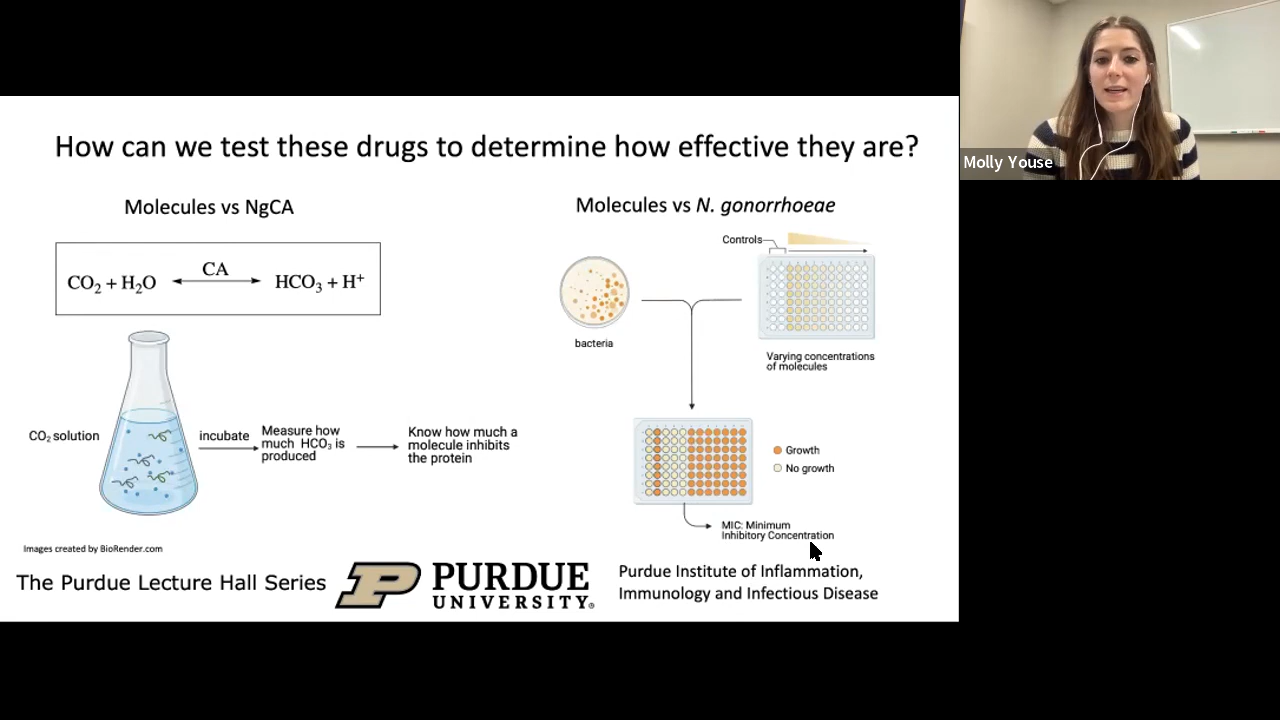 How can we test these drugs to determine how effective they are?
Molly Youse
Molecules vs NgCA
CO₂ + H₂O
CA
HCO₃ + H⁺
CO₂ solution
incubate
Measure how
much HCO₃ is
produced
Know how much a
molecule inhibits
the protein
Molecules vs N. gonorrhoeae
Controls
bacteria
Varying concentrations
of molecules
Growth
No growth
MIC: Minimum
Inhibitory Concentration
Images created by BioRender.com
The Purdue Lecture Hall Series
PURDUE
UNIVERSITY®
Purdue Institute of Inflammation,
Immunology and Infectious Disease